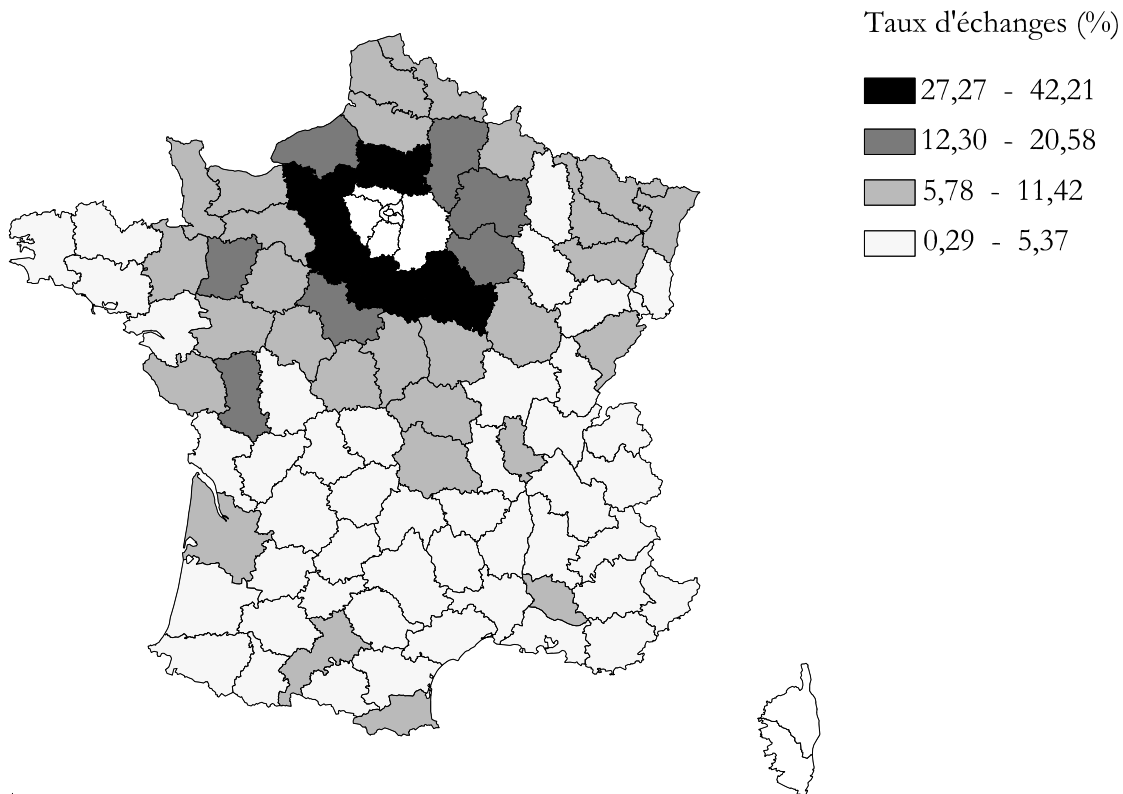 Taux d'échanges (%)
27,27 - 42,21
12,30 - 20,58
5,78 - 11,42
0,29 - 5,37